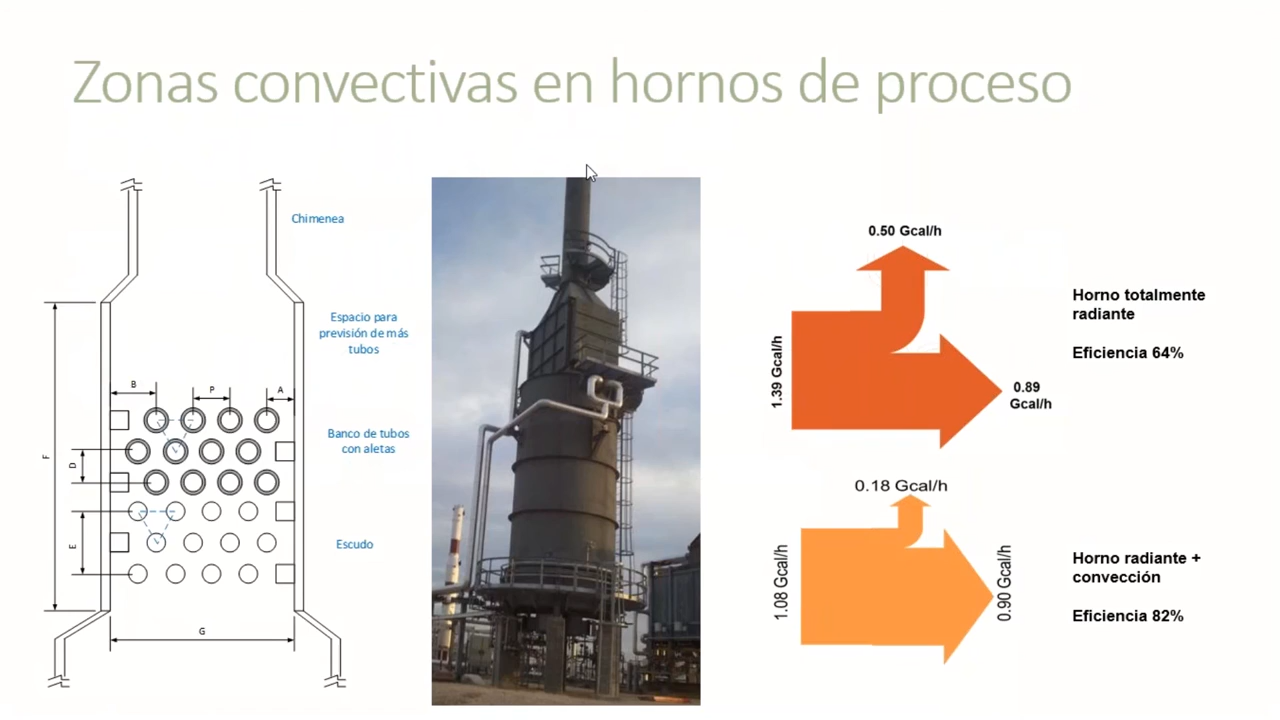 Zonas convectivas en hornos de proceso
Chimenea
Espacio para
previsión de más
tubos
B
P
A
Banco de tubos
con aletas
F
D
E
Escudo
G
0.50 Gcal/h
1.39 Gcal/h
0.89
Gcal/h
Horno totalmente
radiante
Eficiencia 64%
0.18 Gcal/h
1.08 Gcal/h
0.90 Gcal/h
Horno radiante +
convección
Eficiencia 82%